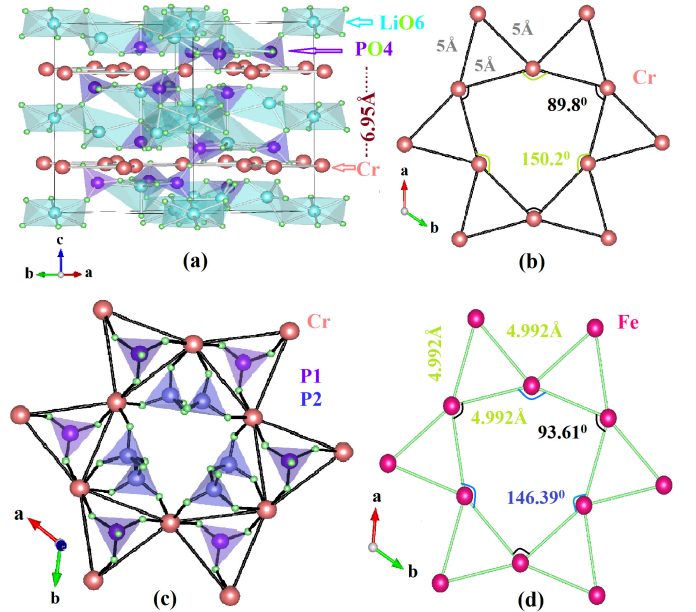 LiO6
PO4
6.95Å
Cr
c
b
a
(a)
5Å
5Å
5Å
Cr
89.8⁰
150.2⁰
a
b
(b)
Cr
P1
P2
a
b
(c)
4.992Å
4.992Å
4.992Å
Fe
93.61⁰
146.39⁰
a
b
(d)